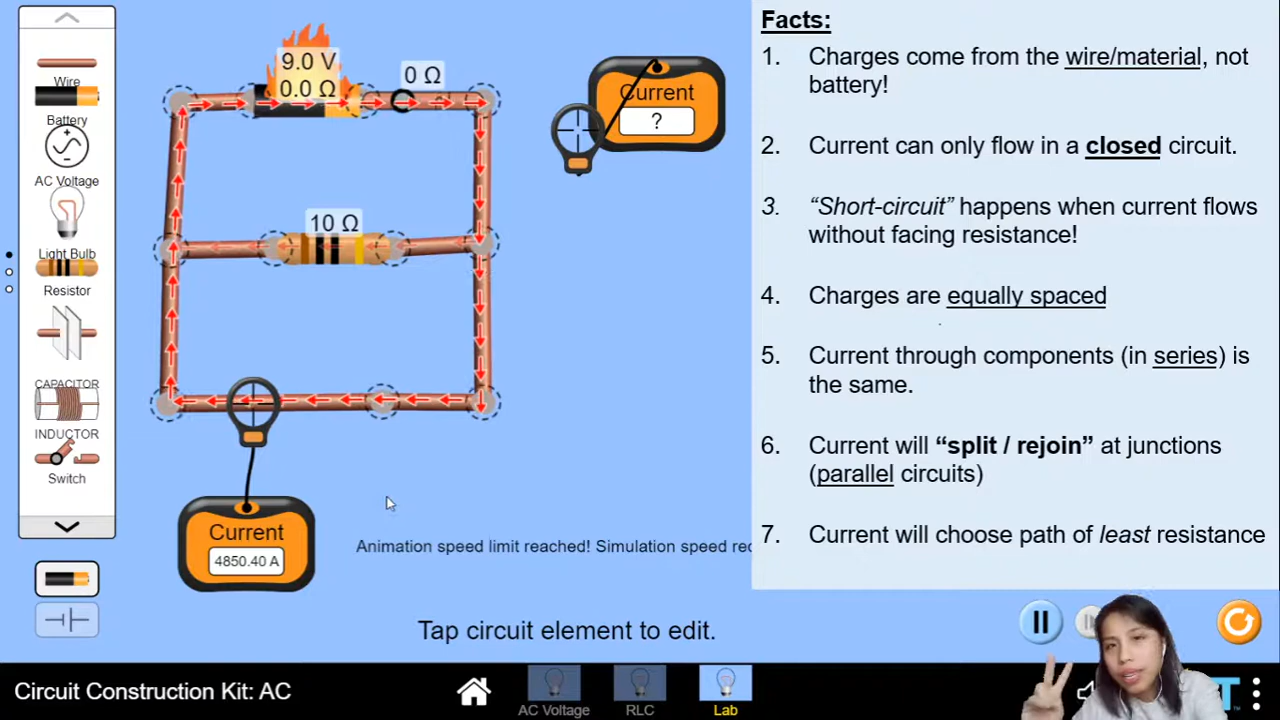 Wire
Battery
AC Voltage
Light Bulb
Resistor
CAPACITOR
INDUCTOR
Switch
9.0 V
0.0 Ω
0 Ω
10 Ω
Current
?
Current
4850.40 A
Animation speed limit reached! Simulation speed
Tap circuit element to edit.
Facts:
1. Charges come from the wire/material, not
battery!
2. Current can only flow in a closed circuit.
3. “Short-circuit” happens when current flows
without facing resistance!
4. Charges are equally spaced
5. Current through components (in series) is
the same.
6. Current will “split / rejoin” at junctions
(parallel circuits)
7. Current will choose path of least resistance
Circuit Construction Kit: AC
AC Voltage
RLC
Lab